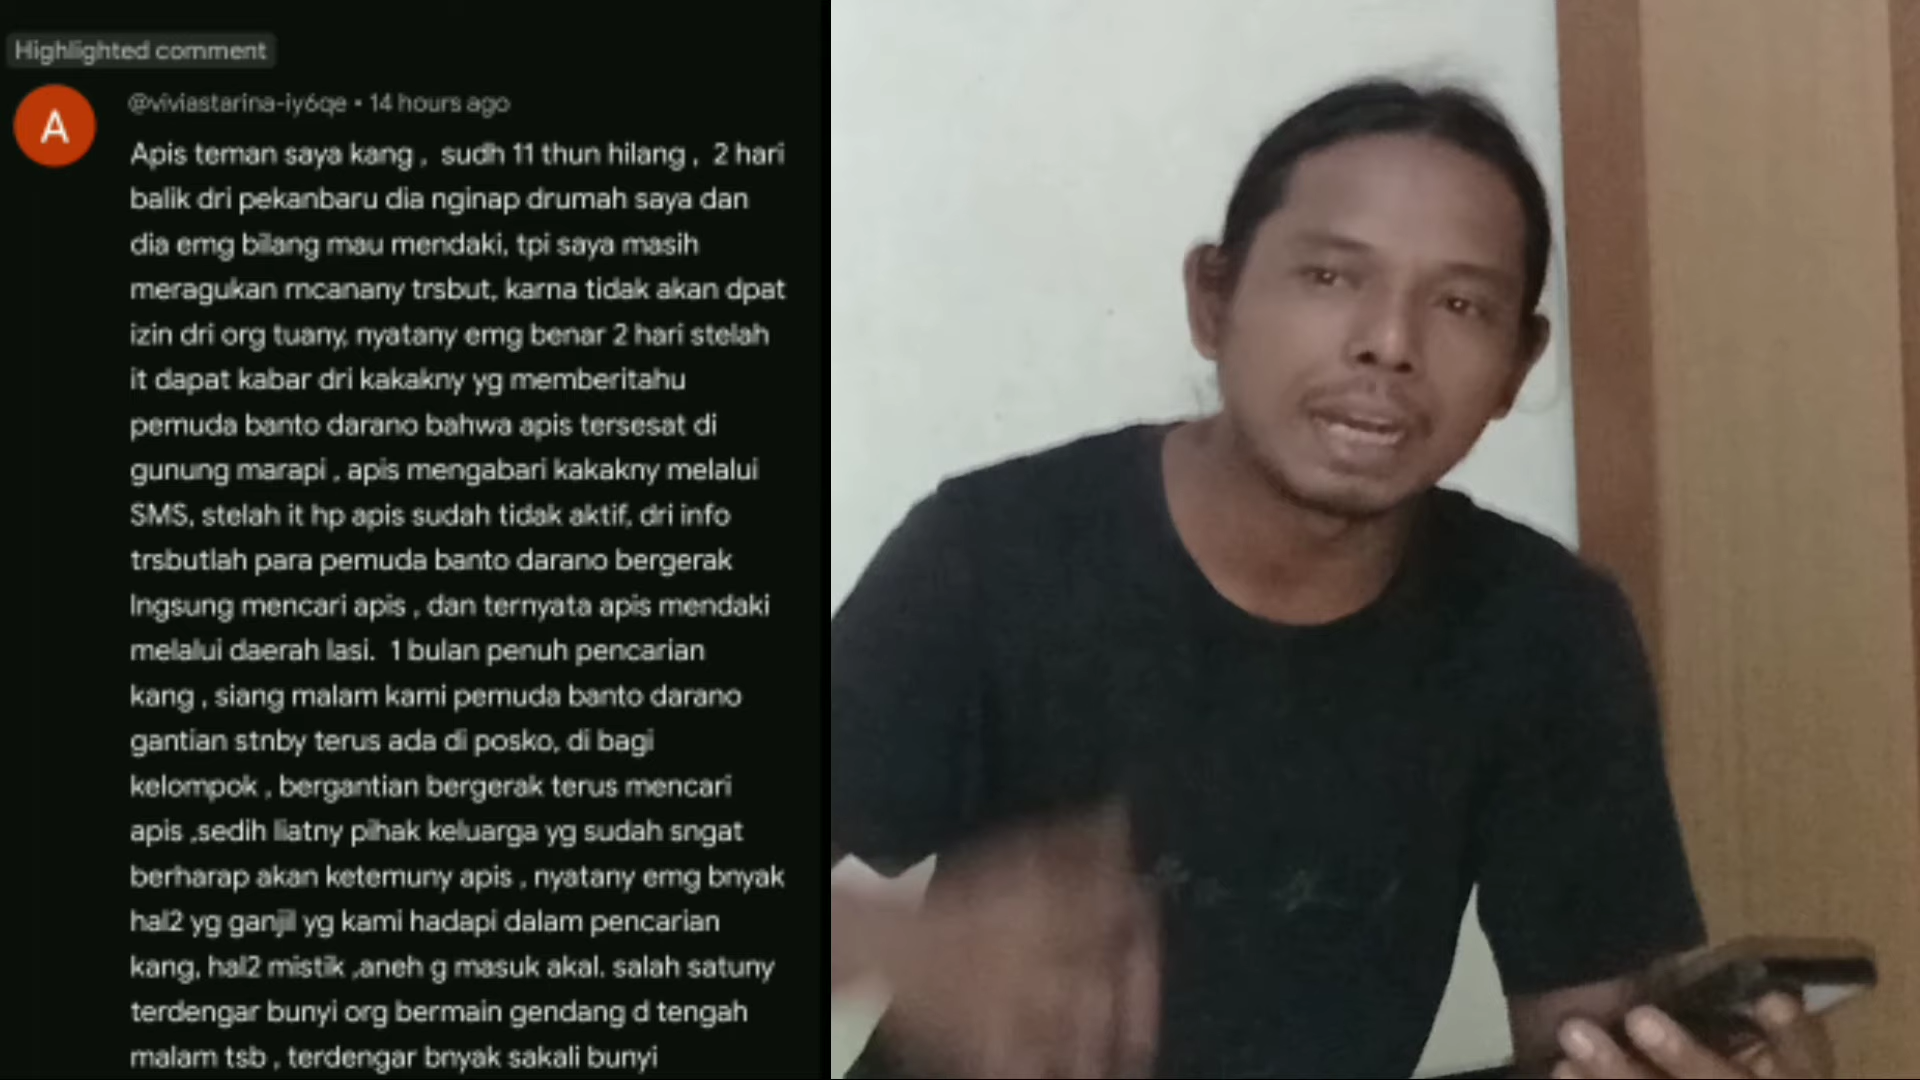 Highlighted comment
A
@viviastarina-iy6qe • 14 hours ago
Apis teman saya kang , sudh 11 thun hilang , 2 hari
balik dri pekanbaru dia nginap drumah saya dan
dia emg bilang mau mendaki, tpi saya masih
meragukan rncanany trsbut, karna tidak akan dpat
izin dri org tuany, nyatany emg benar 2 hari stelah
it dapat kabar dri kakakny yg memberitahu
pemuda banto darano bahwa apis tersesat di
gunung marapi , apis mengabari kakakny melalui
SMS, stelah it hp apis sudah tidak aktif, dri info
trsbutlah para pemuda banto darano bergerak
lngsung mencari apis , dan ternyata apis mendaki
melalui daerah lasi. 1 bulan penuh pencarian
kang , siang malam kami pemuda banto darano
gantian stnby terus ada di posko, di bagi
kelompok , bergantian bergerak terus mencari
apis ,sedih liatny pihak keluarga yg sudah sngat
berharap akan ketemuny apis , nyatany emg bnyak
hal2 yg ganjil yg kami hadapi dalam pencarian
kang, hal2 mistik ,aneh g masuk akal. salah satuny
terdengar bunyi org bermain gendang d tengah
malam tsb , terdengar bnyak sakali bunyi